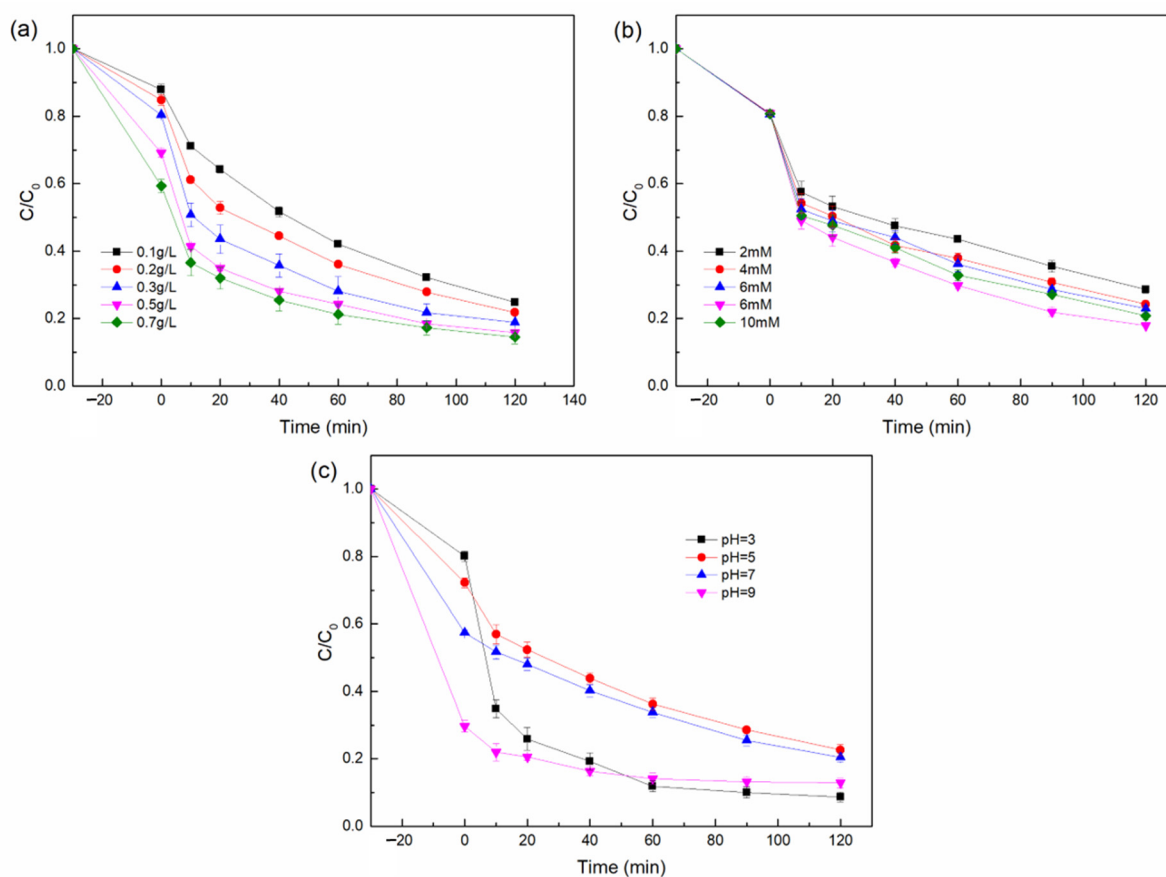 (a)
1.0
0.8
0.6
0.4
0.2
0.0
C/C₀
0.1g/L
0.2g/L
0.3g/L
0.5g/L
0.7g/L
−20 0 20 40 60 80 100 120 140
Time (min)
(b)
1.0
0.8
0.6
0.4
0.2
0.0
C/C₀
2mM
4mM
6mM
6mM
10mM
−20 0 20 40 60 80 100 120
Time (min)
(c)
1.0
0.8
0.6
0.4
0.2
0.0
C/C₀
pH=3
pH=5
pH=7
pH=9
−20 0 20 40 60 80 100 120
Time (min)